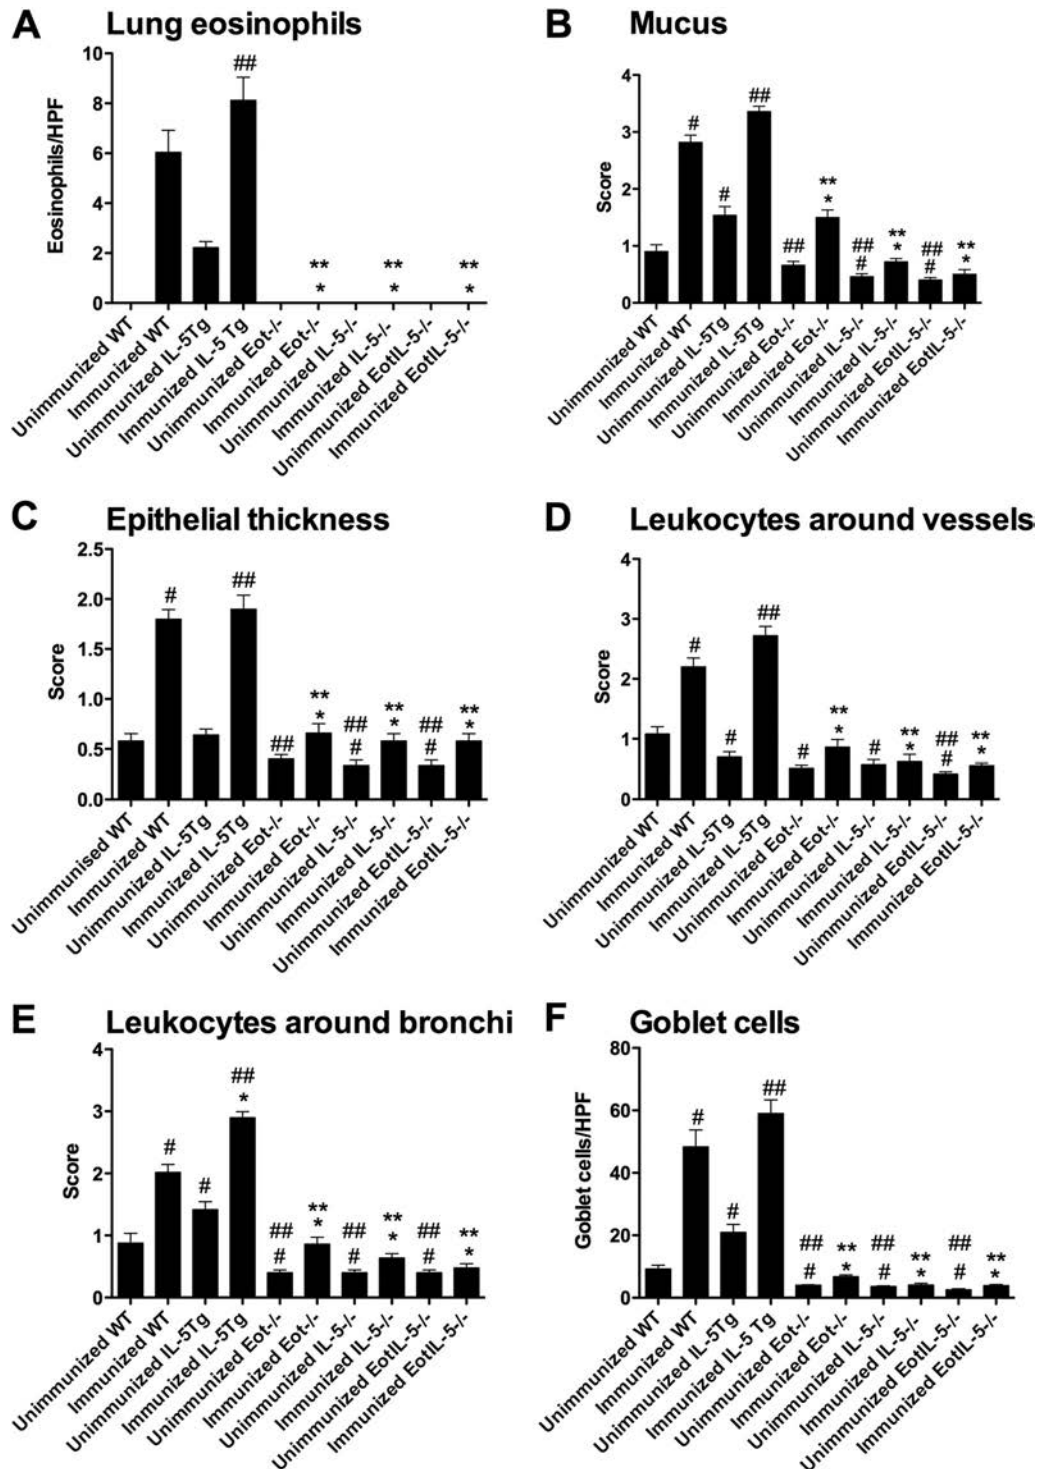 A Lung eosinophils
Eosinophils/HPF
10
8
6
4
2
0
##
**
*
**
*
**
*
Unimmunized WT
Immunized WT
Unimmunized IL-5Tg
Immunized IL-5 Tg
Unimmunized Eot-/-
Immunized Eot-/-
Unimmunized IL-5-/-
Immunized IL-5-/-
Unimmunized EotIL-5-/-
Immunized EotIL-5-/-
B Mucus
Score
4
3
2
1
0
#
#
##
##
**
*
##
#
**
*
##
#
**
*
Unimmunized WT
Immunized WT
Unimmunized IL-5Tg
Immunized IL-5Tg
Unimmunized Eot-/-
Immunized Eot-/-
Unimmunized IL-5-/-
Immunized IL-5-/-
Unimmunized EotIL-5-/-
Immunized EotIL-5-/-
C Epithelial thickness
Score
2.5
2.0
1.5
1.0
0.5
0.0
#
##
##
**
*
##
#
**
*
##
#
**
*
Unimmunised WT
Immunized WT
Unimmunized IL-5Tg
Immunized IL-5Tg
Unimmunized Eot-/-
Immunized Eot-/-
Unimmunized IL-5-/-
Immunized IL-5-/-
Unimmunized EotIL-5-/-
Immunized EotIL-5-/-
D Leukocytes around vessels
Score
4
3
2
1
0
#
#
##
#
**
*
#
**
*
##
#
**
*
Unimmunized WT
Immunized WT
Unimmunized IL-5Tg
Immunized IL-5Tg
Unimmunized Eot-/-
Immunized Eot-/-
Unimmunized IL-5-/-
Immunized IL-5-/-
Unimmunized EotIL-5-/-
Immunized EotIL-5-/-
E Leukocytes around bronchi
Score
4
3
2
1
0
#
#
##
*
##
#
**
*
##
#
**
*
##
#
**
*
Unimmunized WT
Immunized WT
Unimmunized IL-5Tg
Immunized IL-5Tg
Unimmunized Eot-/-
Immunized Eot-/-
Unimmunized IL-5-/-
Immunized IL-5-/-
Unimmunized EotIL-5-/-
Immunized EotIL-5-/-
F Goblet cells
Goblet cells/HPF
80
60
40
20
0
#
#
##
##
#
**
*
##
#
**
*
##
#
**
*
Unimmunized WT
Immunized WT
Unimmunized IL-5Tg
Immunized IL-5 Tg
Unimmunized Eot-/-
Immunized Eot-/-
Unimmunized IL-5-/-
Immunized IL-5-/-
Unimmunized EotIL-5-/-
Immunized EotIL-5-/-